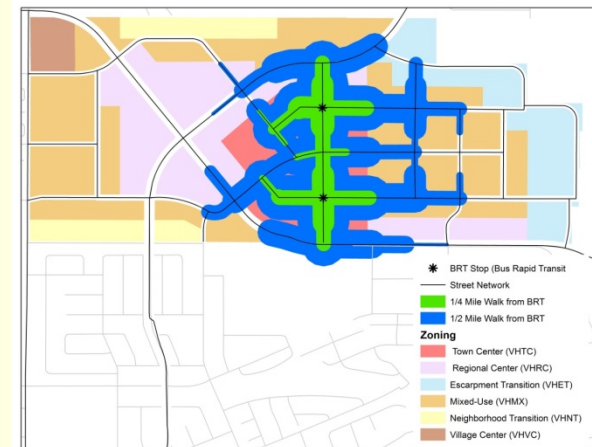 BRT Stop (Bus Rapid Transit
Street Network
1/4 Mile Walk from BRT
1/2 Mile Walk from BRT
Zoning
Town Center (VHTC)
Regional Center (VHRC)
Escarpment Transition (VHET)
Mixed-Use (VHMX)
Neighborhood Transition (VHNT)
Village Center (VHVC)